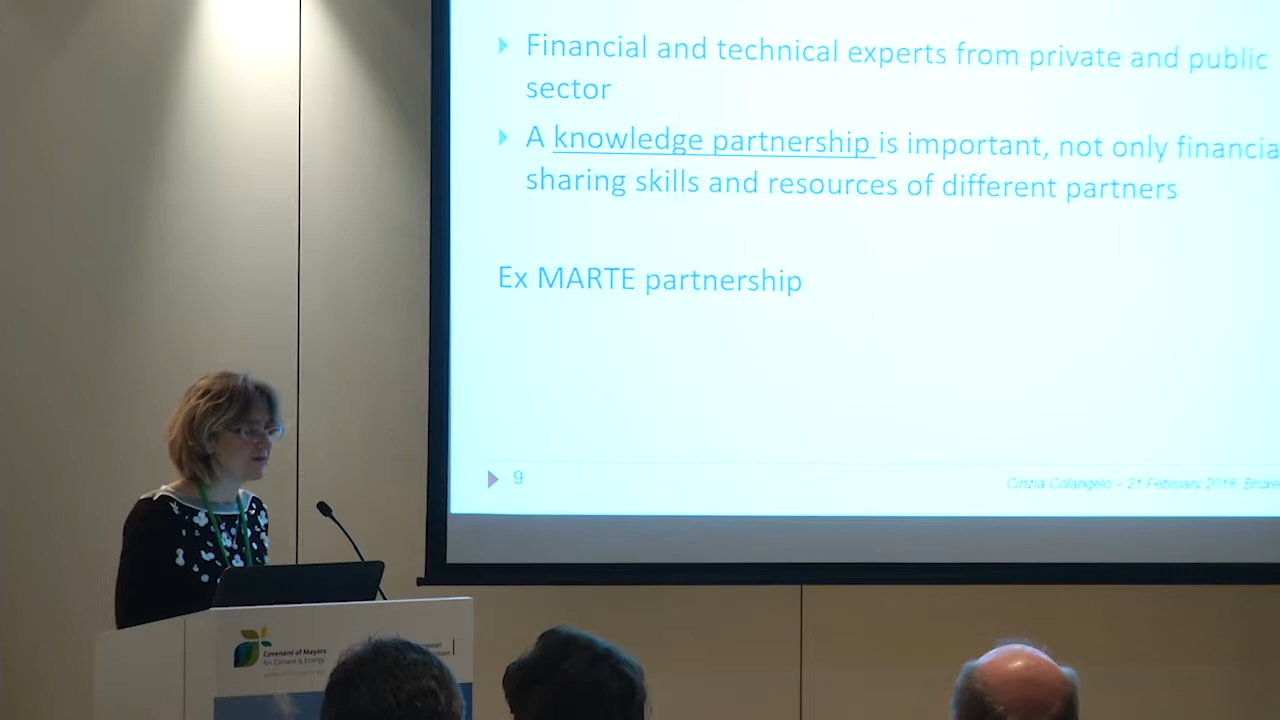 Financial and technical experts from private and public
sector
A knowledge partnership is important, not only financia
sharing skills and resources of different partners
Ex MARTE partnership
9
Cinzia Colangelo – 21 February 2018
Covenant of Mayors
for Climate & Energy